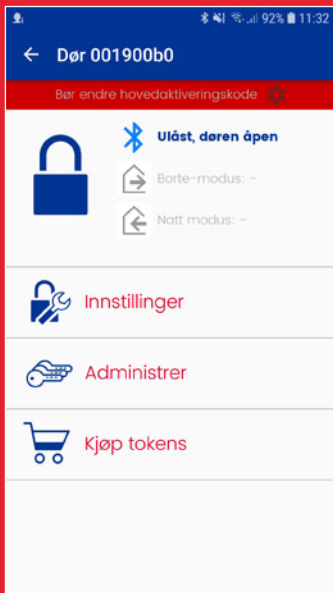 92% 11:32
Dør 001900b0
Bør endre hovedaktiveringskode
Ulåst, døren åpen
Borte-modus: -
Natt modus: -
Innstillinger
Administrer
Kjøp tokens